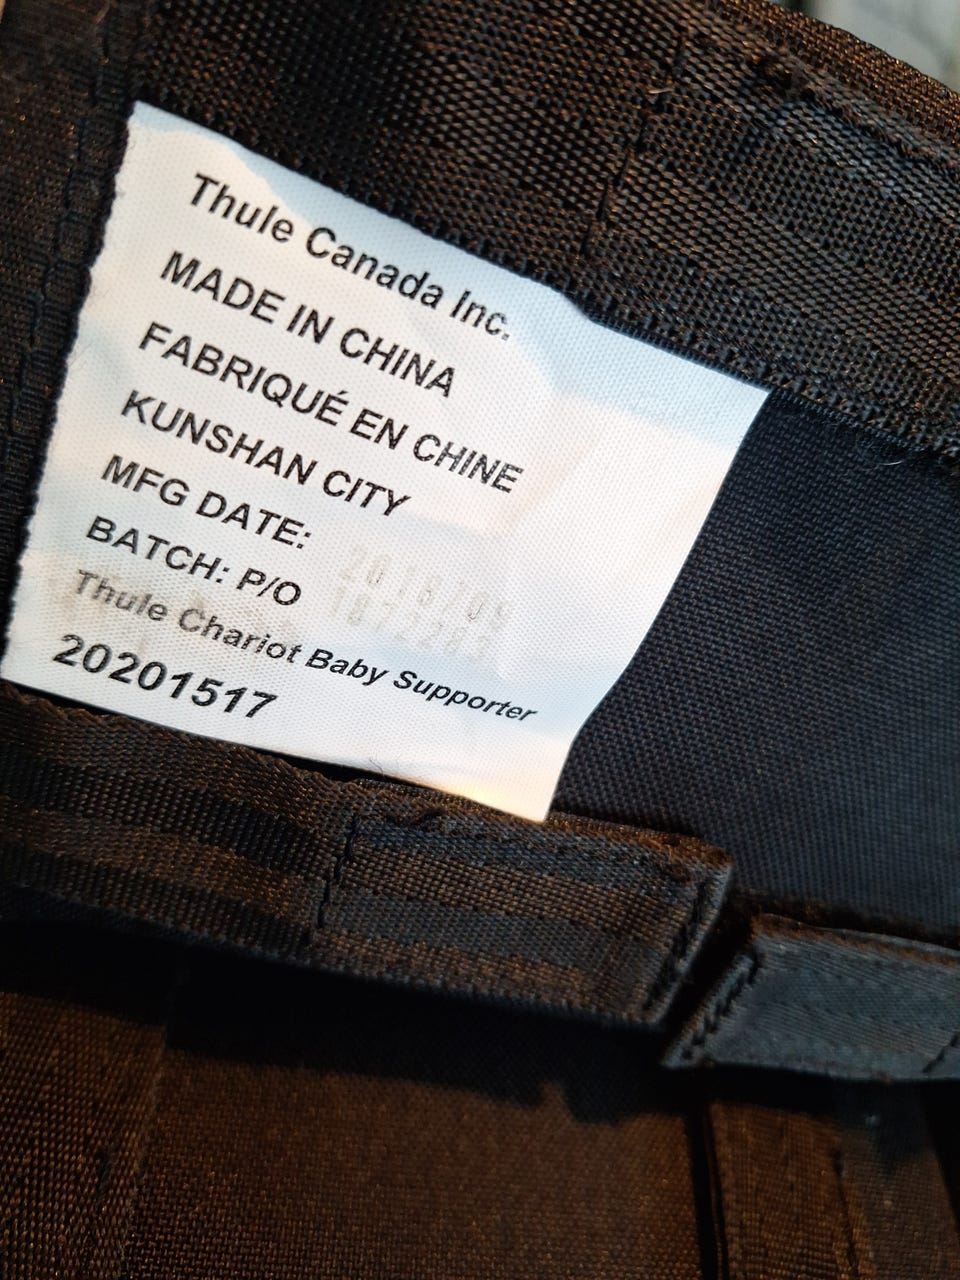 Thule Canada Inc.
MADE IN CHINA
FABRIQUÉ EN CHINE
KUNSHAN CITY
MFG DATE:
BATCH: P/O
Thule Chariot Baby Supporter
20201517